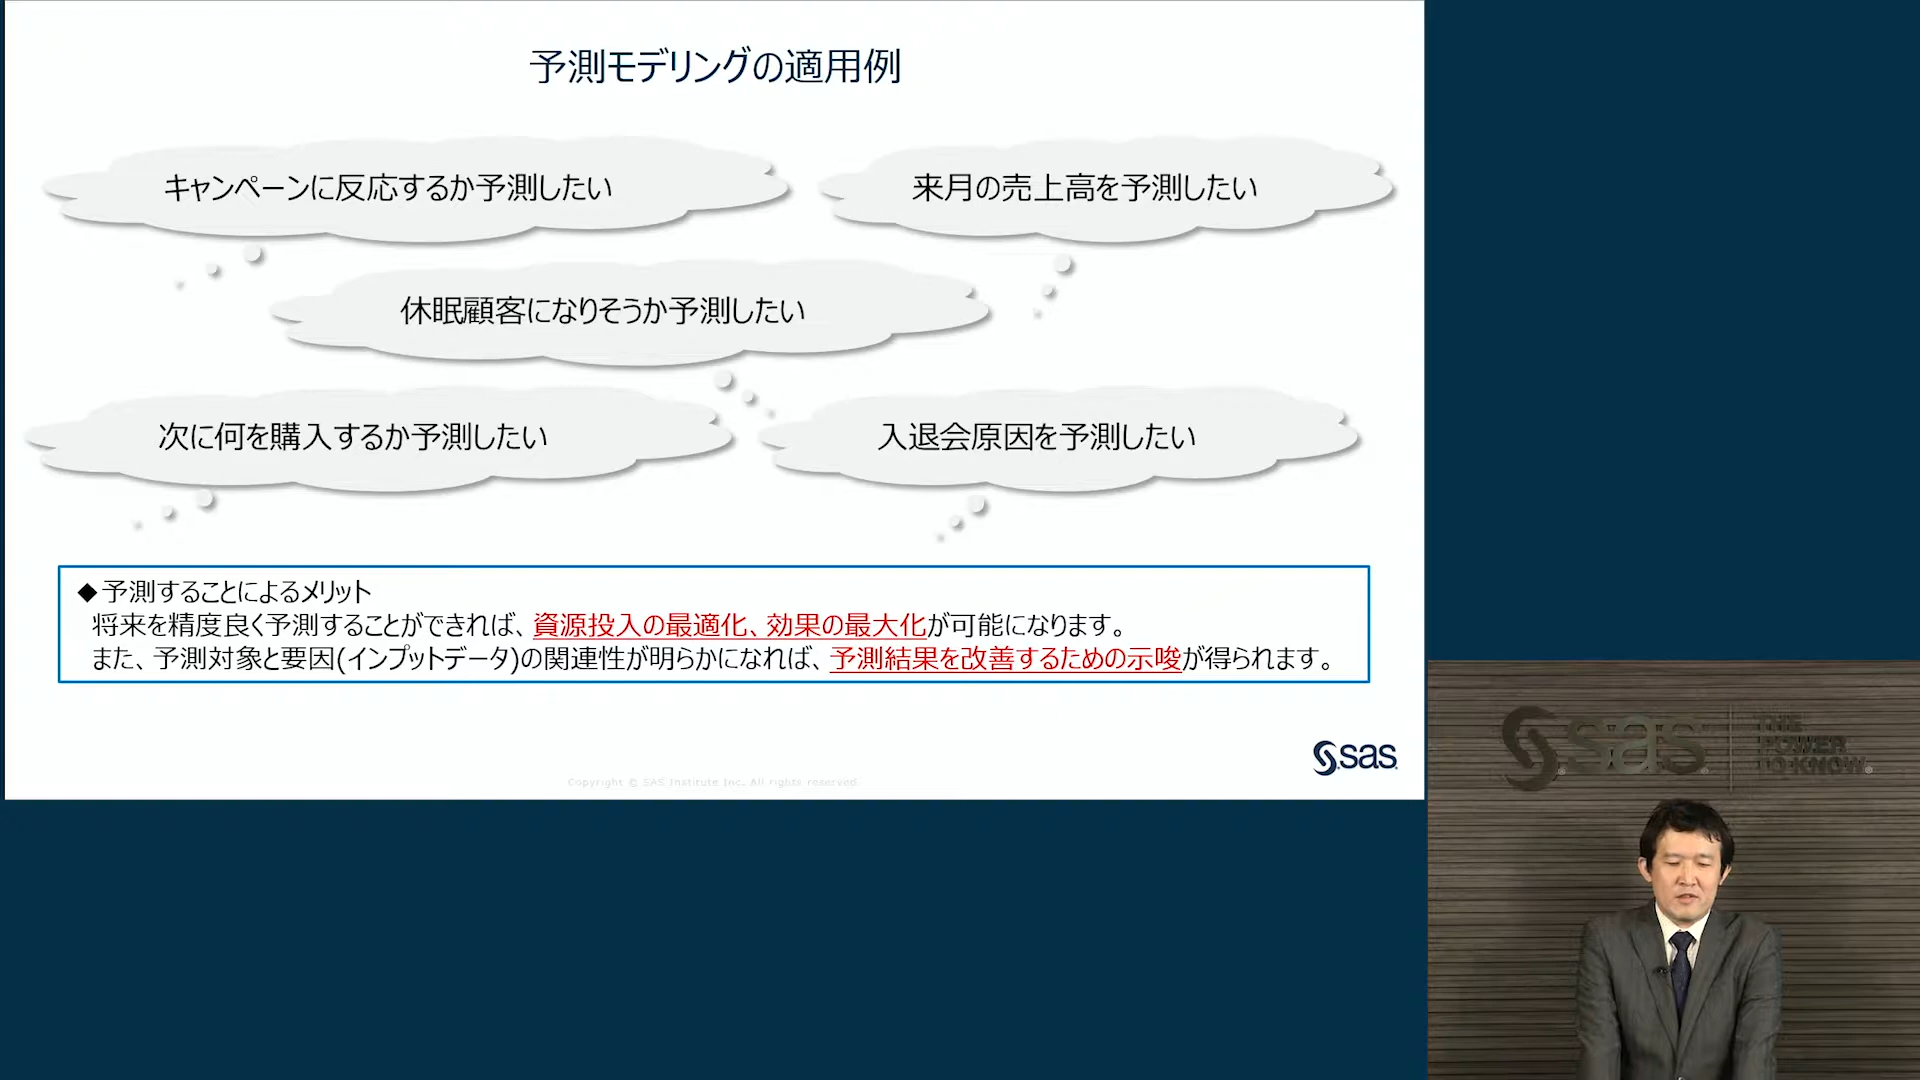 予測モデリングの適用例
キャンペーンに反応するか予測したい
来月の売上高を予測したい
休眠顧客になりそうか予測したい
次に何を購入するか予測したい
入退会原因を予測したい
◆予測することによるメリット
将来を精度良く予測することができれば、資源投入の最適化、効果の最大化が可能になります。
また、予測対象と要因(インプットデータ)の関連性が明らかになれば、予測結果を改善するための示唆が得られます。
sas
Copyright © SAS Institute Inc. All rights reserved.
sas
THE
POWER
TO KNOW®